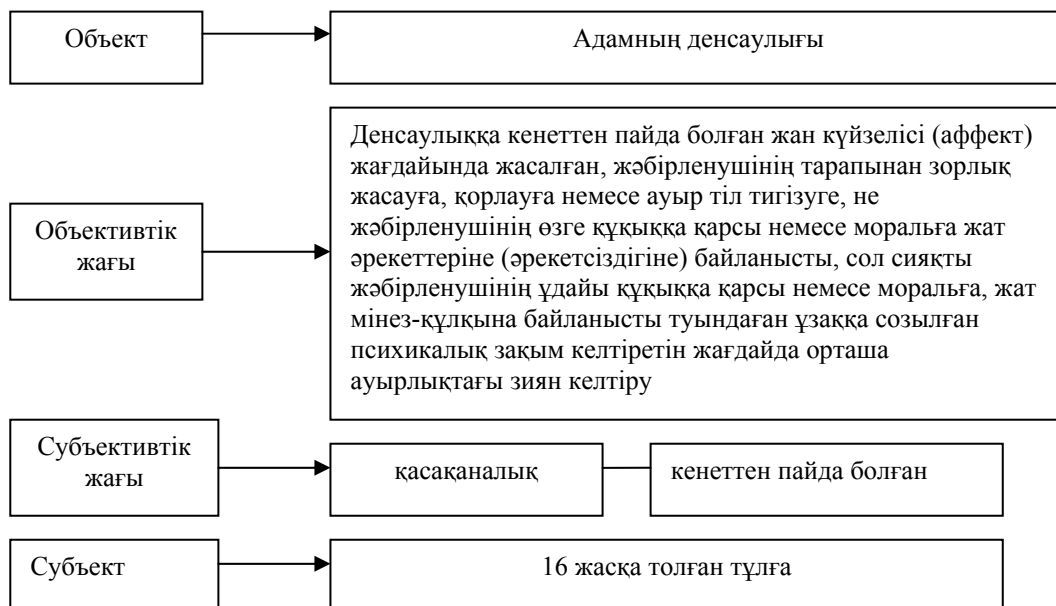 Объект
Адамның денсаулығы
Объективтік
жағы
Денсаулыққа кенеттен пайда болған жан күйзелісі (аффект)
жағдайында жасалған, жәбірленушінің тарапынан зорлық
жасауға, қорлауға немесе ауыр тіл тигізуге, не
жәбірленушінің өзге құқыққа қарсы немесе моральға жат
әрекеттеріне (әрекетсіздігіне) байланысты, сол сияқты
жәбірленушінің ұдайы құқыққа қарсы немесе моральға, жат
мінез-құлқына байланысты туындаған ұзаққа созылған
психикалық зақым келтіретін жағдайда орташа
ауырлықтағы зиян келтіру
Субъективтік
жағы
қасақаналық
кенеттен пайда болған
Субъект
16 жасқа толған тұлға